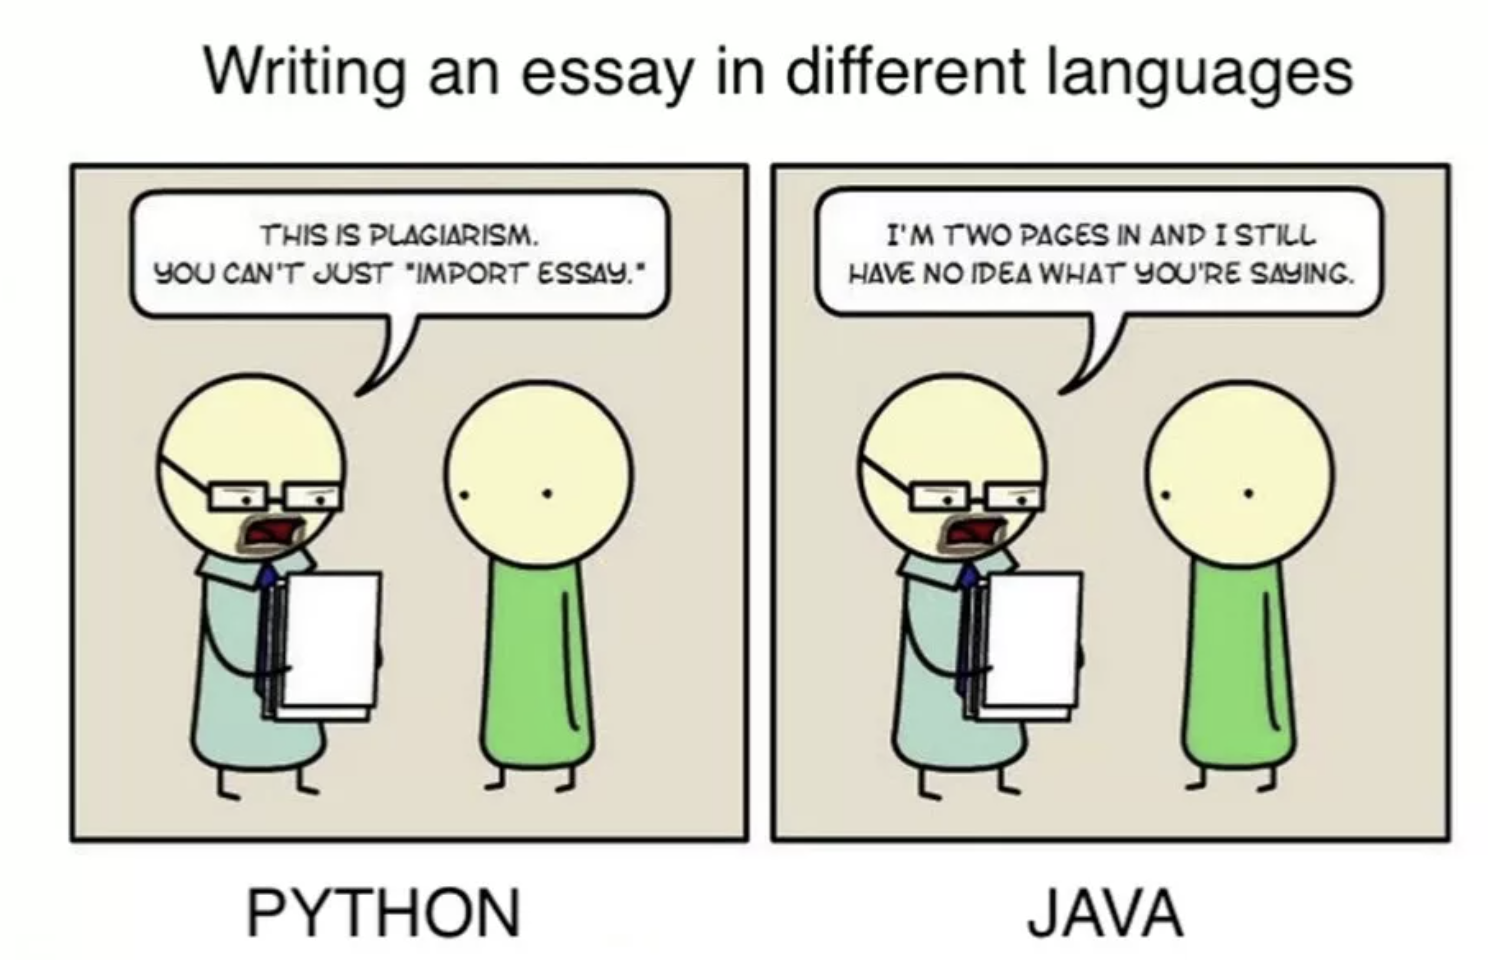 Writing an essay in different languages
THIS IS PLAGIARISM.
YOU CAN'T JUST "IMPORT ESSAY."
I'M TWO PAGES IN AND I STILL
HAVE NO IDEA WHAT YOU'RE SAYING.
PYTHON
JAVA